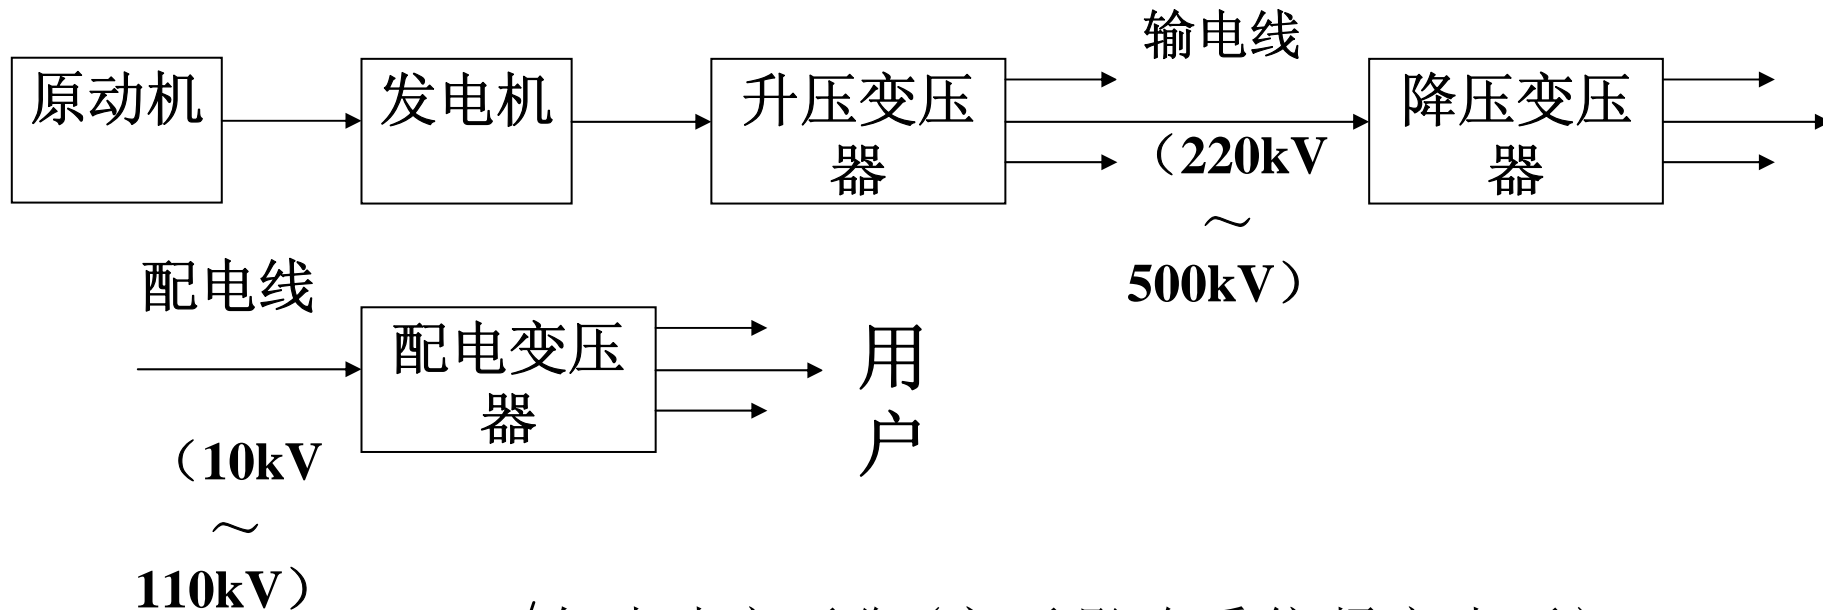 原动机
发电机
升压变压
器
输电线
（220kV
～
500kV）
降压变压
器
配电线
（10kV
～
110kV）
配电变压
器
用
户